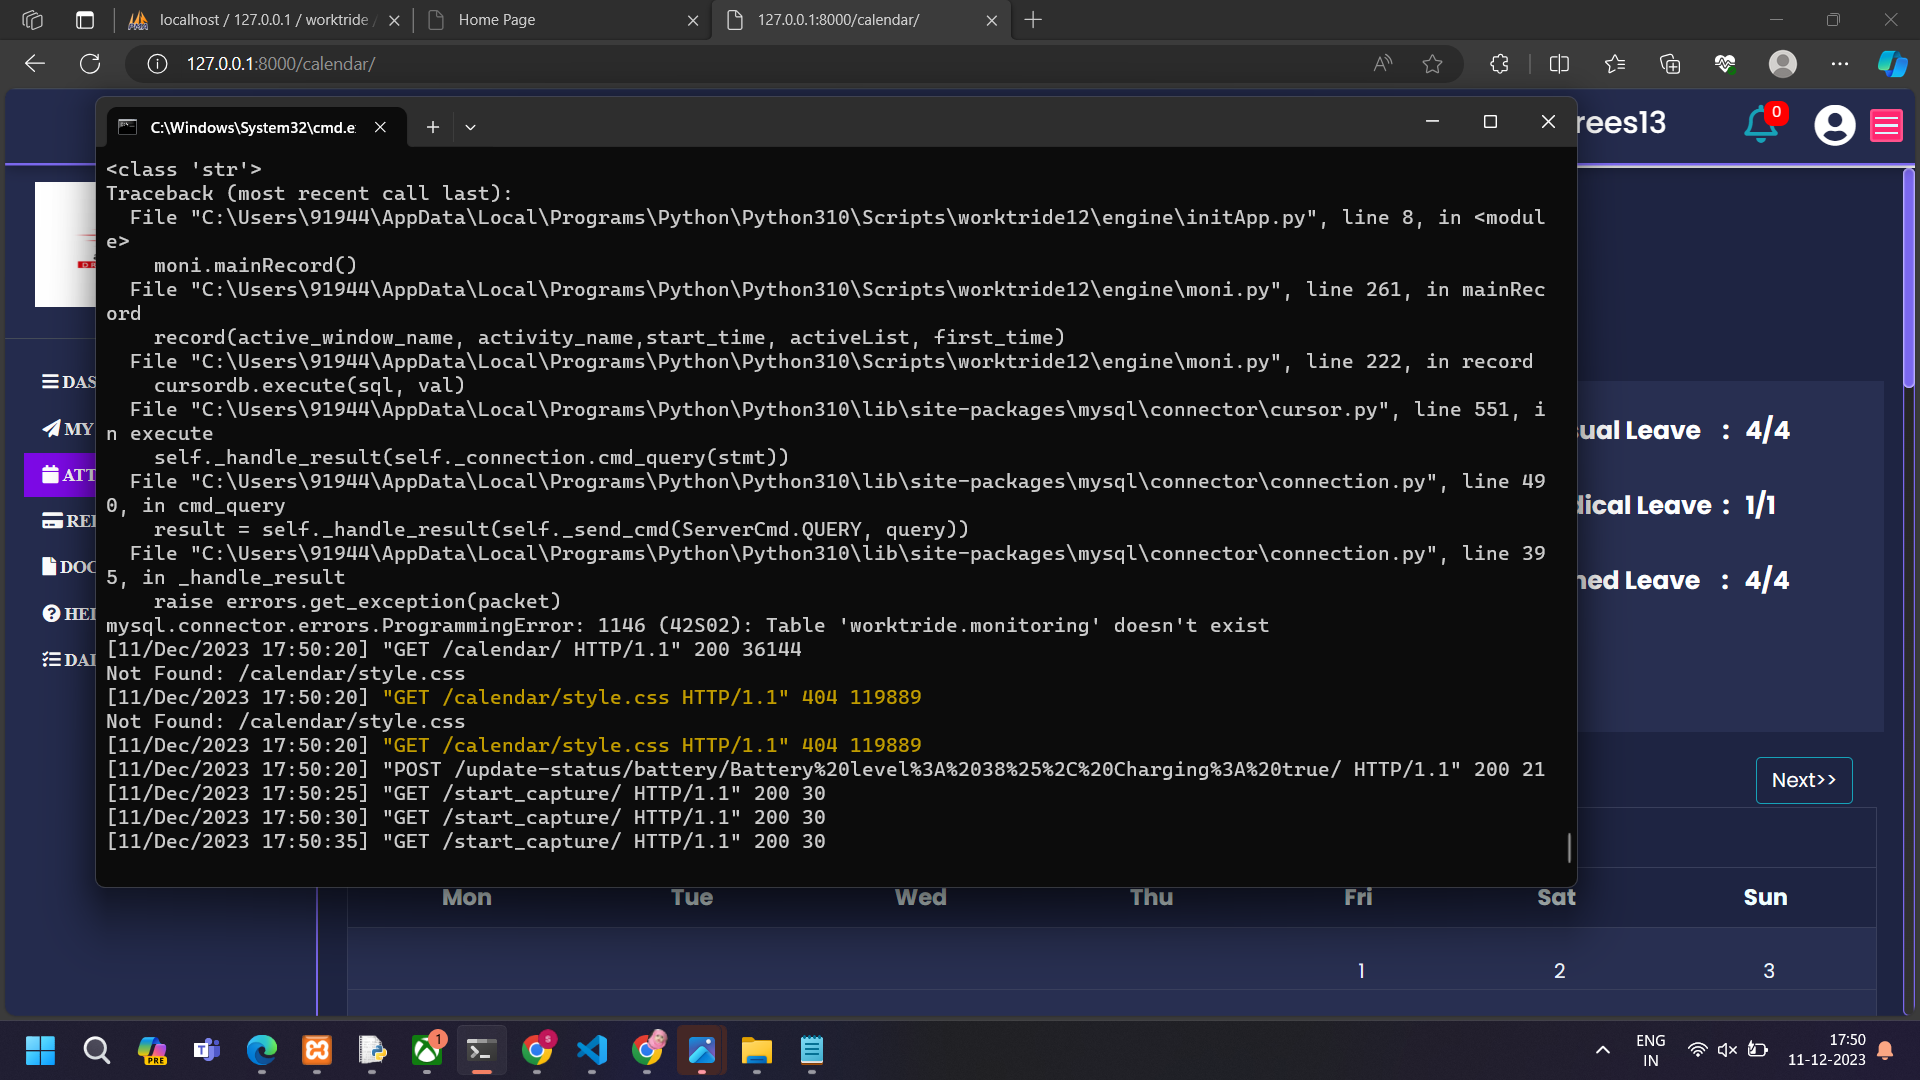 localhost / 127.0.0.1 / worktride /
Home Page
127.0.0.1:8000/calendar/
127.0.0.1:8000/calendar/
C:\Windows\System32\cmd.e
rees13
0
<class 'str'>
Traceback (most recent call last):
  File "C:\Users\91944\AppData\Local\Programs\Python\Python310\Scripts\worktride12\engine\initApp.py", line 8, in <modul
e>
    moni.mainRecord()
  File "C:\Users\91944\AppData\Local\Programs\Python\Python310\Scripts\worktride12\engine\moni.py", line 261, in mainRec
ord
    record(active_window_name, activity_name,start_time, activeList, first_time)
  File "C:\Users\91944\AppData\Local\Programs\Python\Python310\Scripts\worktride12\engine\moni.py", line 222, in record
    cursordb.execute(sql, val)
  File "C:\Users\91944\AppData\Local\Programs\Python\Python310\lib\site-packages\mysql\connector\cursor.py", line 551, i
n execute
    self._handle_result(self._connection.cmd_query(stmt))
  File "C:\Users\91944\AppData\Local\Programs\Python\Python310\lib\site-packages\mysql\connector\connection.py", line 49
0, in cmd_query
    result = self._handle_result(self._send_cmd(ServerCmd.QUERY, query))
  File "C:\Users\91944\AppData\Local\Programs\Python\Python310\lib\site-packages\mysql\connector\connection.py", line 39
5, in _handle_result
    raise errors.get_exception(packet)
mysql.connector.errors.ProgrammingError: 1146 (42S02): Table 'worktride.monitoring' doesn't exist
[11/Dec/2023 17:50:20] "GET /calendar/ HTTP/1.1" 200 36144
Not Found: /calendar/style.css
[11/Dec/2023 17:50:20] "GET /calendar/style.css HTTP/1.1" 404 119889
Not Found: /calendar/style.css
[11/Dec/2023 17:50:20] "GET /calendar/style.css HTTP/1.1" 404 119889
[11/Dec/2023 17:50:20] "POST /update-status/battery/Battery%20level%3A%2038%25%2C%20Charging%3A%20true/ HTTP/1.1" 200 21
[11/Dec/2023 17:50:25] "GET /start_capture/ HTTP/1.1" 200 30
[11/Dec/2023 17:50:30] "GET /start_capture/ HTTP/1.1" 200 30
[11/Dec/2023 17:50:35] "GET /start_capture/ HTTP/1.1" 200 30
DAS
MY
ATT
DOC
HEL
DAI
sual Leave : 4/4
dical Leave : 1/1
ned Leave : 4/4
Next>>
Mon Tue Wed Thu Fri Sat Sun
1 2 3
PRE
1
ENG
IN
17:50
11-12-2023